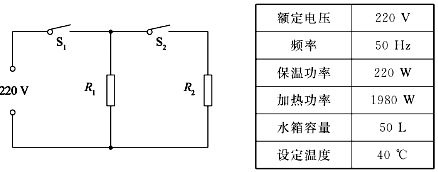 S₁
S₂
220 V
R₁
R₂
额定电压 220 V
频率 50 Hz
保温功率 220 W
加热功率 1980 W
水箱容量 50 L
设定温度 40 ℃